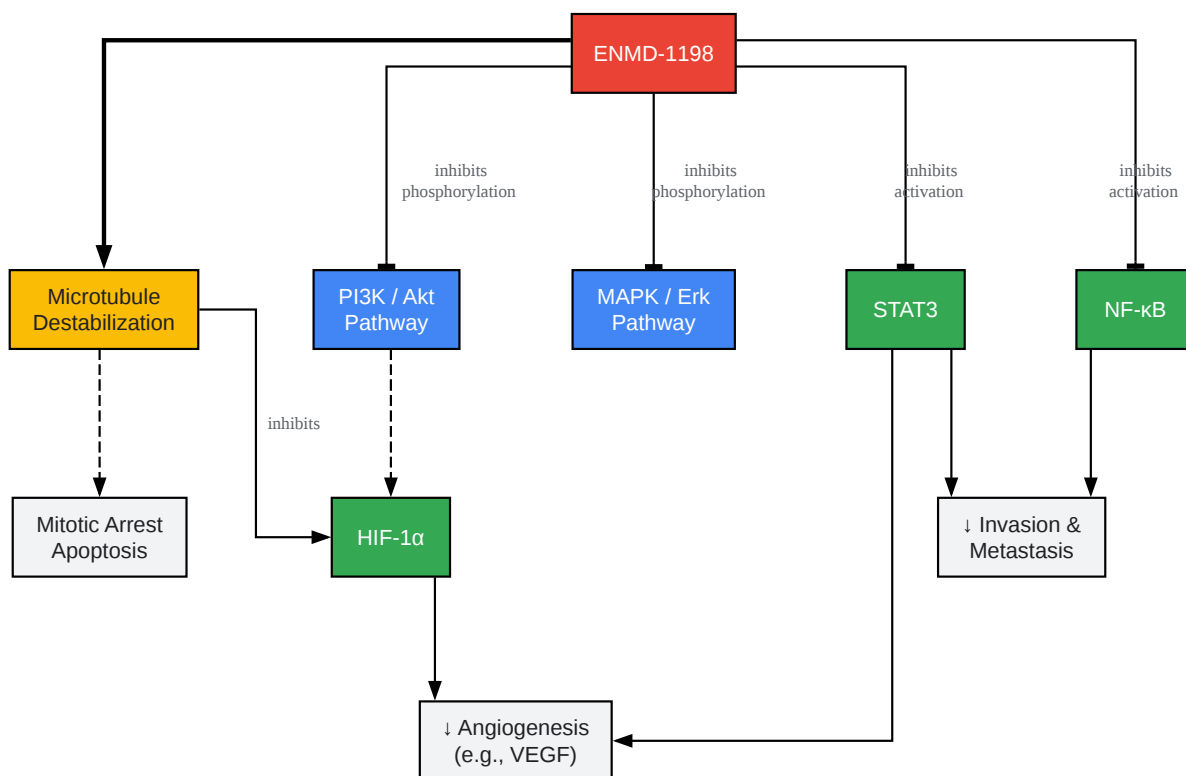 ENMD-1198
inhibits
phosphorylation
inhibits
phosphorylation
inhibits
activation
inhibits
activation
Microtubule
Destabilization
PI3K / Akt
Pathway
MAPK / Erk
Pathway
STAT3
NF-κB
inhibits
Mitotic Arrest
Apoptosis
HIF-1α
↓ Invasion &
Metastasis
↓ Angiogenesis
(e.g., VEGF)